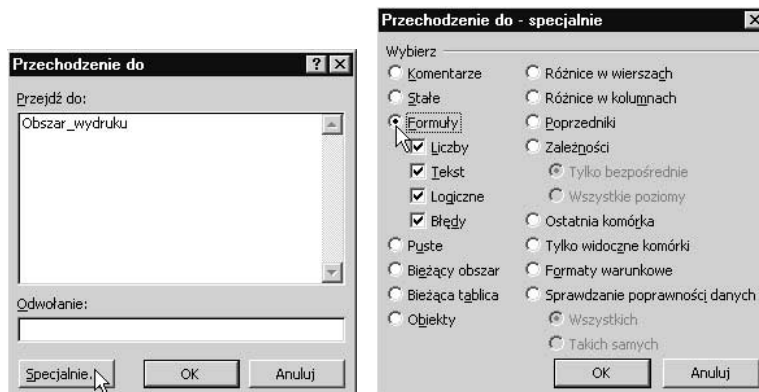 Przechodzenie do
Przejdź do:
Obszar_wydruku
Odwołanie:
Specjalnie...
OK
Anuluj
Przechodzenie do - specjalnie
Wybierz
Komentarze
Stałe
Formuły
Liczby
Tekst
Logiczne
Błędy
Puste
Bieżący obszar
Bieżąca tablica
Obiekty
Różnice w wierszach
Różnice w kolumnach
Poprzedniki
Zależności
Tylko bezpośrednie
Wszystkie poziomy
Ostatnia komórka
Tylko widoczne komórki
Formaty warunkowe
Sprawdzanie poprawności danych
Wszystkich
Takich samych
OK
Anuluj